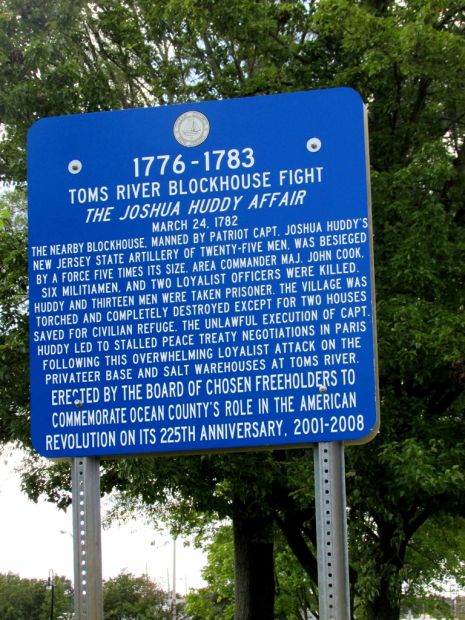 1776-1783
TOMS RIVER BLOCKHOUSE FIGHT
THE JOSHUA HUDDY AFFAIR
MARCH 24, 1782
THE NEARBY BLOCKHOUSE, MANNED BY PATRIOT CAPT. JOSHUA HUDDY'S
NEW JERSEY STATE ARTILLERY OF TWENTY-FIVE MEN, WAS BESIEGED
BY A FORCE FIVE TIMES ITS SIZE. AREA COMMANDER MAJ. JOHN COOK,
SIX MILITIAMEN, AND TWO LOYALIST OFFICERS WERE KILLED.
HUDDY AND THIRTEEN MEN WERE TAKEN PRISONER. THE VILLAGE WAS
TORCHED AND COMPLETELY DESTROYED EXCEPT FOR TWO HOUSES
SAVED FOR CIVILIAN REFUGE. THE UNLAWFUL EXECUTION OF CAPT.
HUDDY LED TO STALLED PEACE TREATY NEGOTIATIONS IN PARIS
FOLLOWING THIS OVERWHELMING LOYALIST ATTACK ON THE
PRIVATEER BASE AND SALT WAREHOUSES AT TOMS RIVER.
ERECTED BY THE BOARD OF CHOSEN FREEHOLDERS TO
COMMEMORATE OCEAN COUNTY'S ROLE IN THE AMERICAN
REVOLUTION ON ITS 225TH ANNIVERSARY, 2001-2008